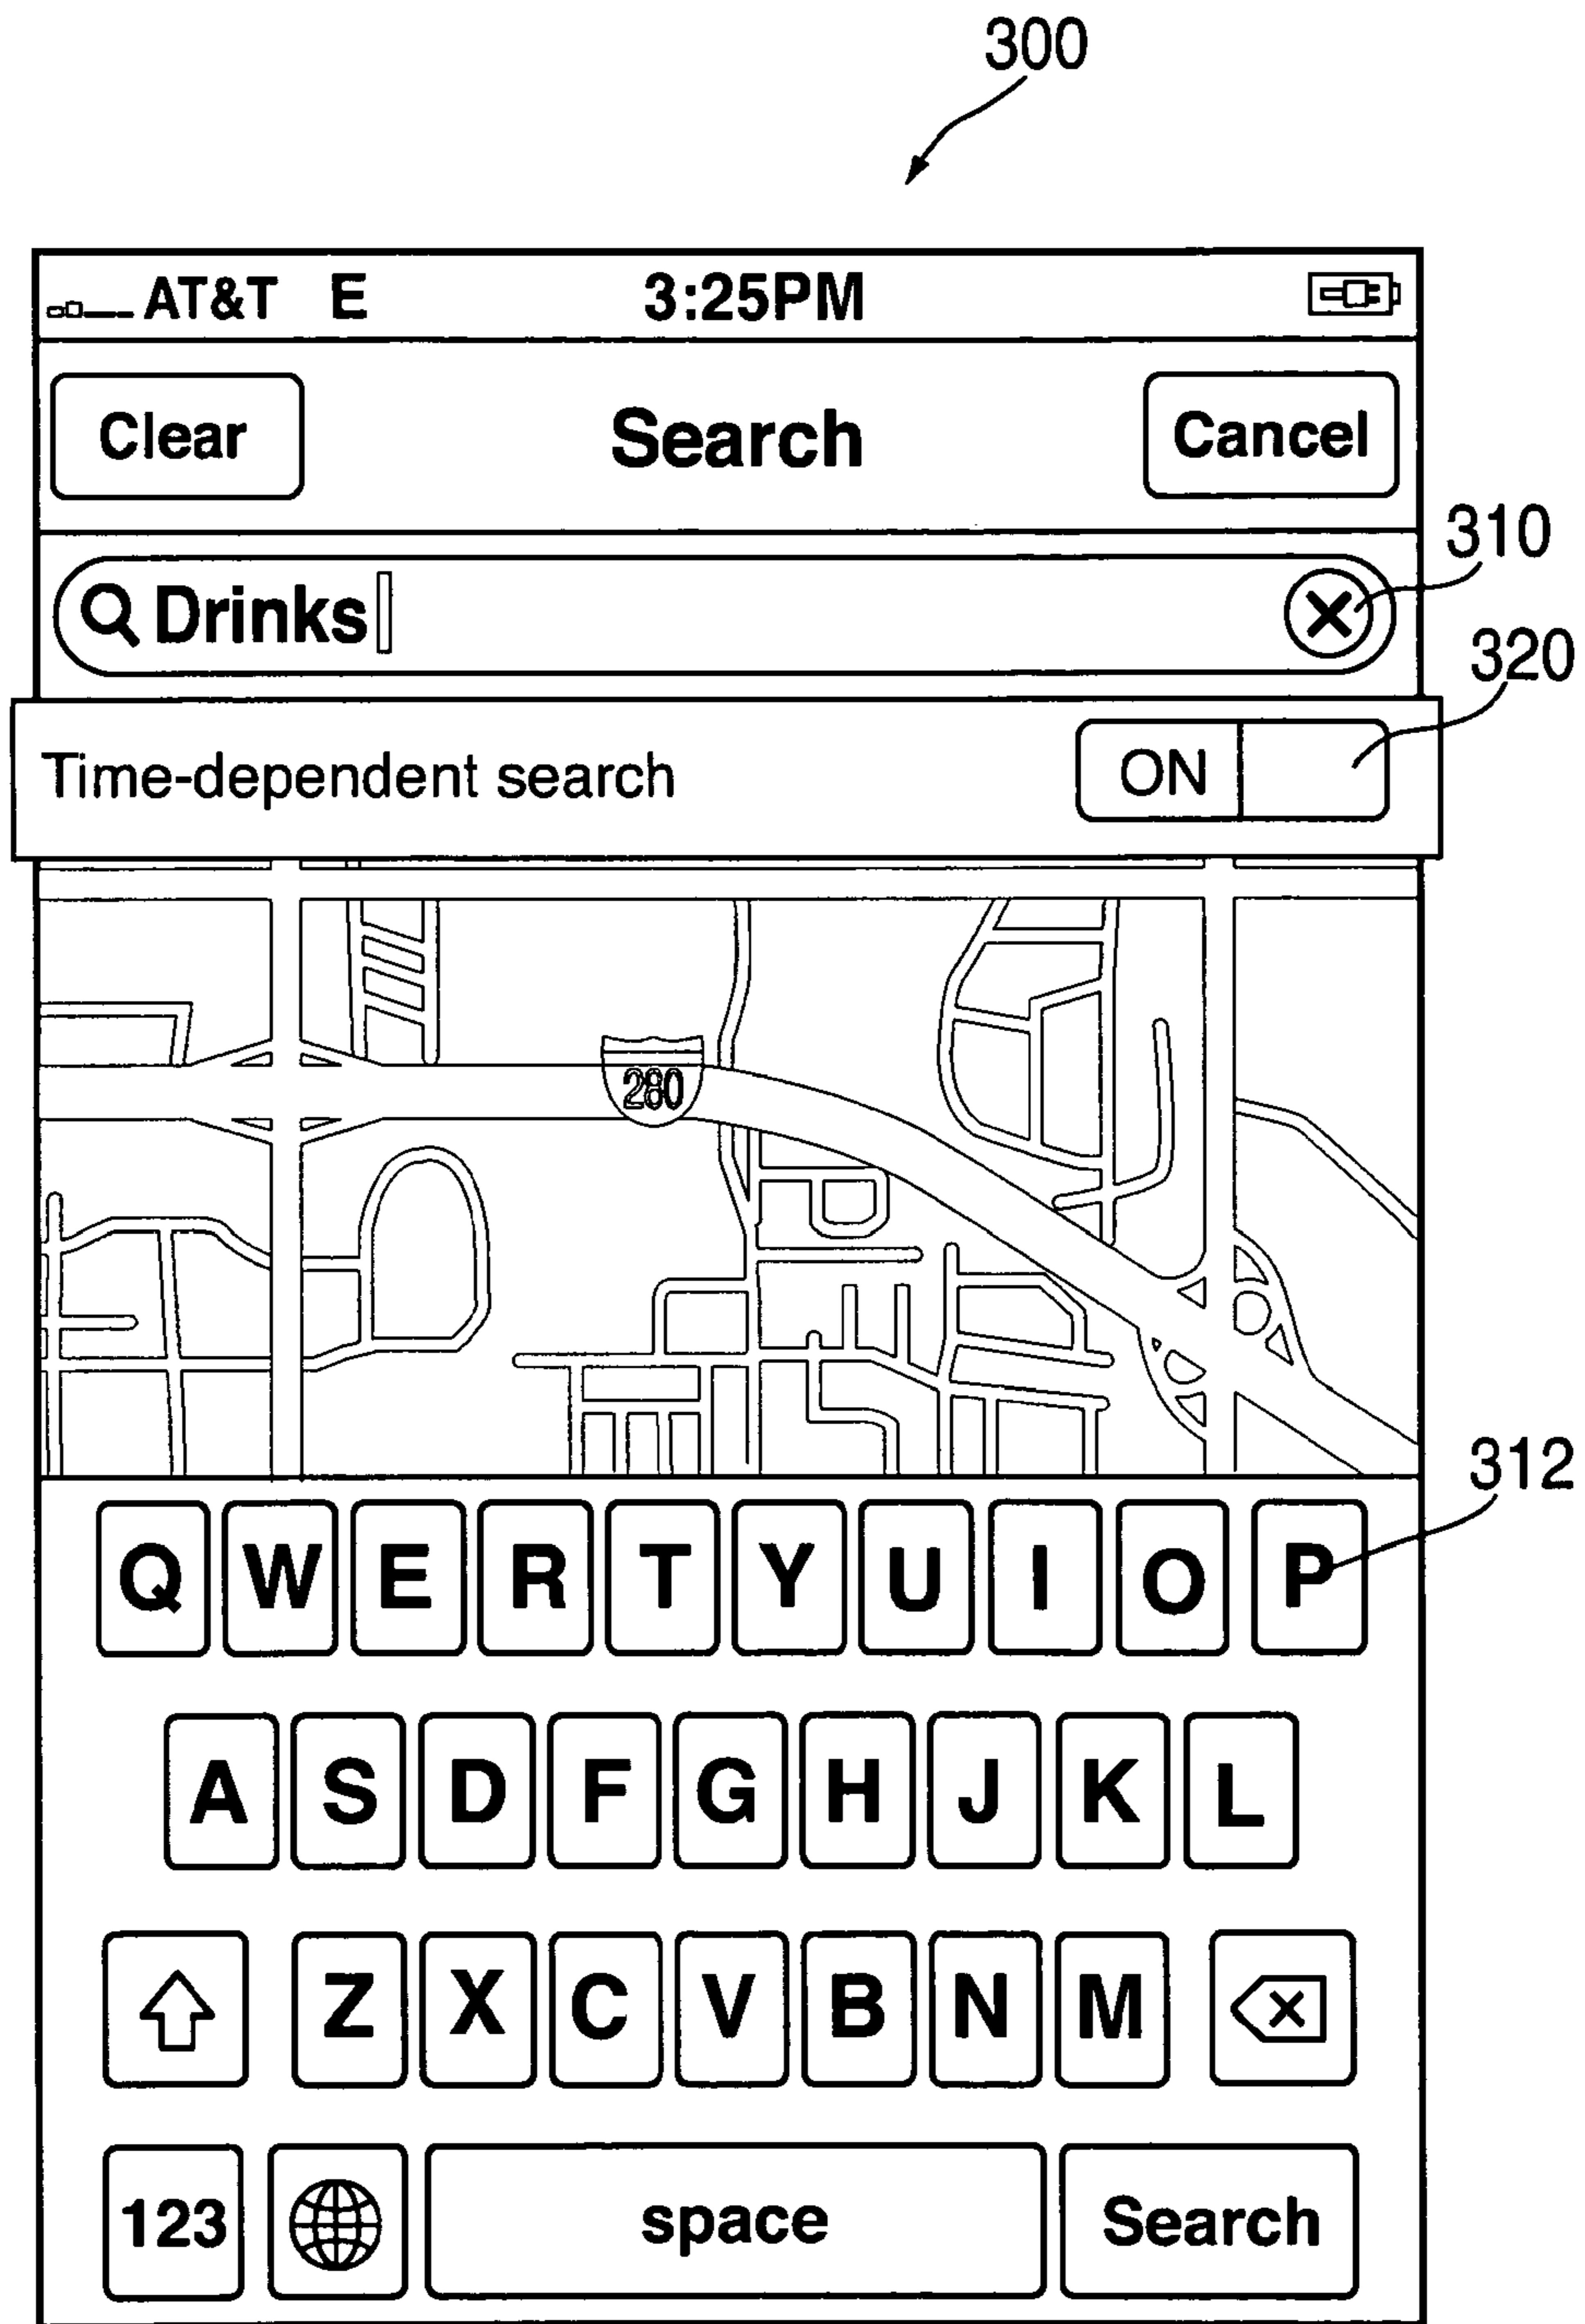 300
AT&T E 3:25PM
Clear Search Cancel
310
Drinks
320
Time-dependent search ON
280
312
Q W E R T Y U I O P
A S D F G H J K L
Z X C V B N M
123 space Search